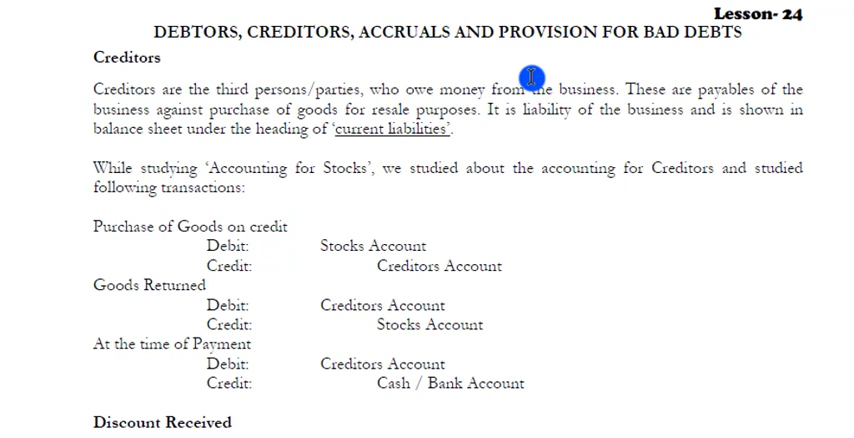 Lesson- 24
DEBTORS, CREDITORS, ACCRUALS AND PROVISION FOR BAD DEBTS
Creditors
Creditors are the third persons/parties, who owe money from the business. These are payables of the
business against purchase of goods for resale purposes. It is liability of the business and is shown in
balance sheet under the heading of ‘current liabilities’.
While studying ‘Accounting for Stocks’, we studied about the accounting for Creditors and studied
following transactions:
Purchase of Goods on credit
Debit: Stocks Account
Credit: Creditors Account
Goods Returned
Debit: Creditors Account
Credit: Stocks Account
At the time of Payment
Debit: Creditors Account
Credit: Cash / Bank Account
Discount Received